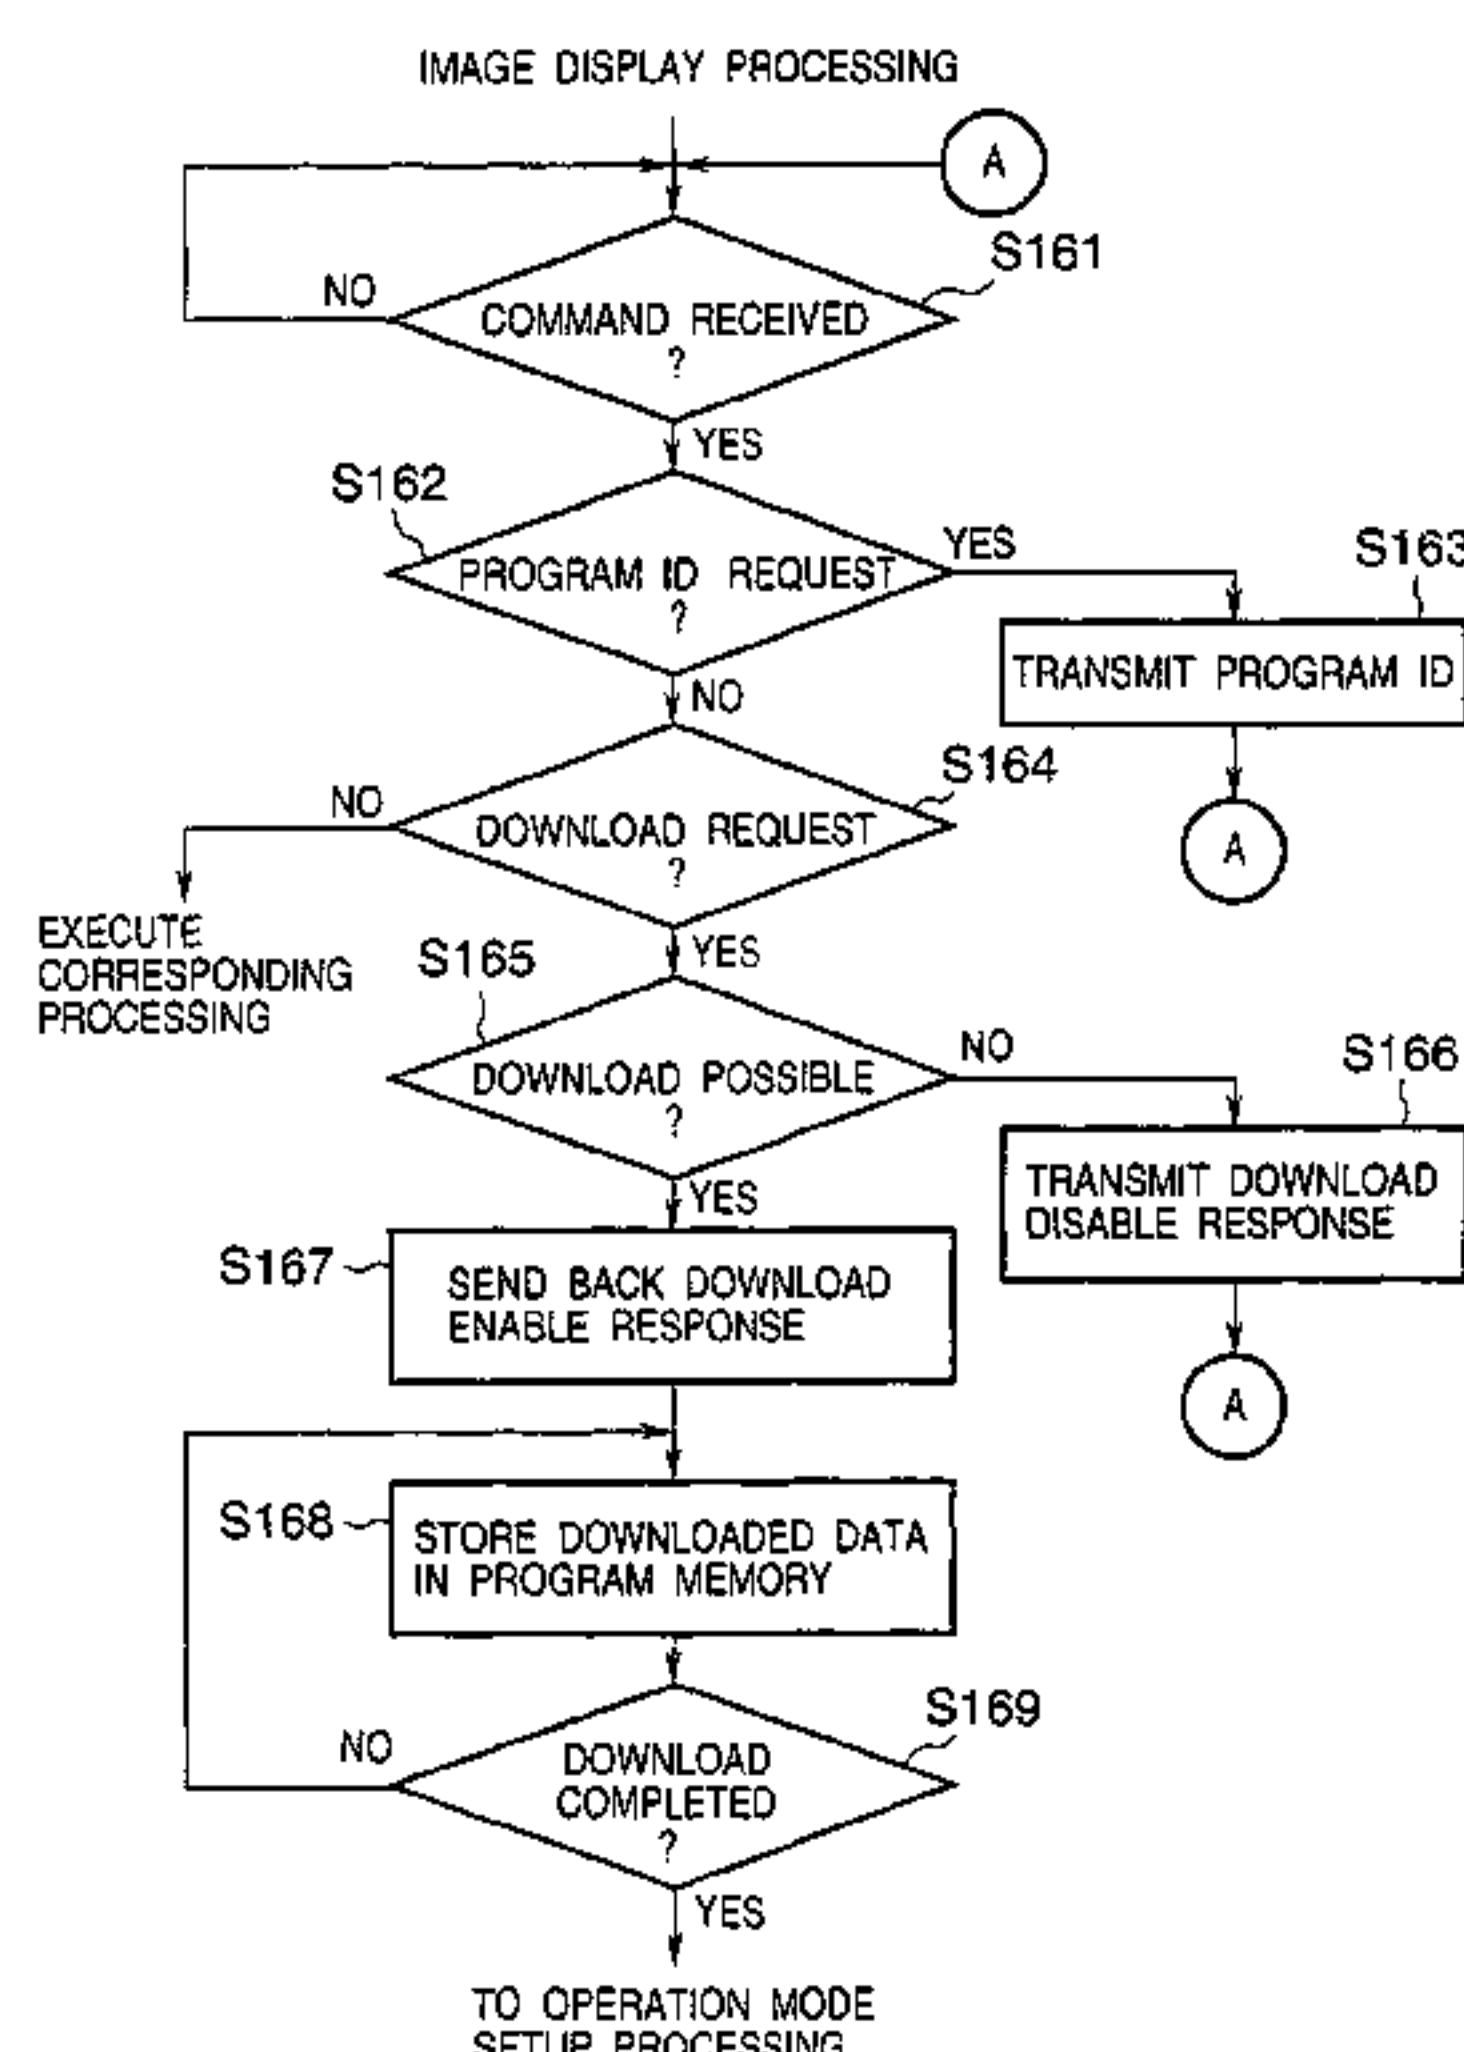 IMAGE DISPLAY PROCESSING
A
S161
NO
COMMAND RECEIVED
?
YES
S162
YES
S163
PROGRAM ID REQUEST
?
TRANSMIT PROGRAM ID
NO
S164
NO
DOWNLOAD REQUEST
?
A
EXECUTE
CORRESPONDING
PROCESSING
YES
S165
NO
S166
DOWNLOAD POSSIBLE
?
TRANSMIT DOWNLOAD
DISABLE RESPONSE
YES
S167
SEND BACK DOWNLOAD
ENABLE RESPONSE
A
S168
STORE DOWNLOADED DATA
IN PROGRAM MEMORY
S169
NO
DOWNLOAD
COMPLETED
?
YES
TO OPERATION MODE
SETUP PROCESSING